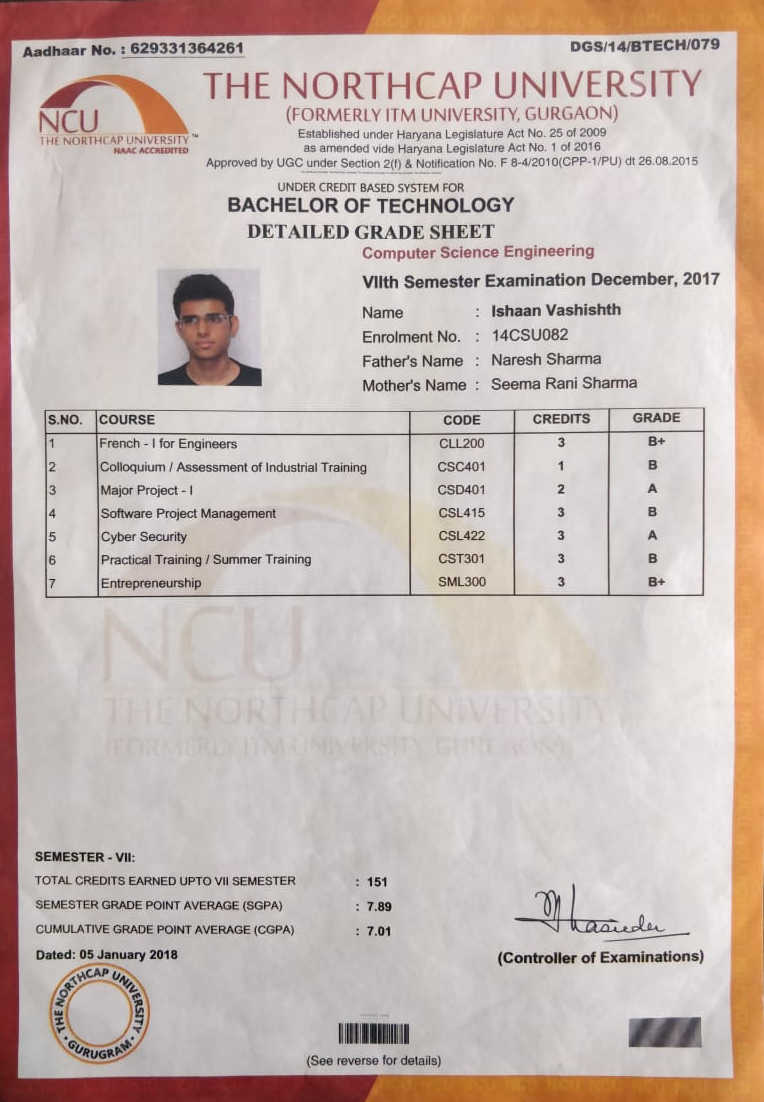 Aadhaar No. : 629331364261
DGS/14/BTECH/079
NCU
THE NORTHCAP UNIVERSITY ™
NAAC ACCREDITED
THE NORTHCAP UNIVERSITY
(FORMERLY ITM UNIVERSITY, GURGAON)
Established under Haryana Legislature Act No. 25 of 2009
as amended vide Haryana Legislature Act No. 1 of 2016
Approved by UGC under Section 2(f) & Notification No. F 8-4/2010(CPP-1/PU) dt 26.08.2015
UNDER CREDIT BASED SYSTEM FOR
BACHELOR OF TECHNOLOGY
DETAILED GRADE SHEET
Computer Science Engineering
VIIth Semester Examination December, 2017
Name : Ishaan Vashishth
Enrolment No. : 14CSU082
Father's Name : Naresh Sharma
Mother's Name : Seema Rani Sharma
S.NO. COURSE CODE CREDITS GRADE
1 French - I for Engineers CLL200 3 B+
2 Colloquium / Assessment of Industrial Training CSC401 1 B
3 Major Project - I CSD401 2 A
4 Software Project Management CSL415 3 B
5 Cyber Security CSL422 3 A
6 Practical Training / Summer Training CST301 3 B
7 Entrepreneurship SML300 3 B+
NCU
THE NORTHCAP UNIVERSITY
(FORMERLY ITM UNIVERSITY, GURGAON)
SEMESTER - VII:
TOTAL CREDITS EARNED UPTO VII SEMESTER : 151
SEMESTER GRADE POINT AVERAGE (SGPA) : 7.89
CUMULATIVE GRADE POINT AVERAGE (CGPA) : 7.01
Dated: 05 January 2018
(Controller of Examinations)
THE NORTHCAP UNIVERSITY
GURUGRAM
(See reverse for details)